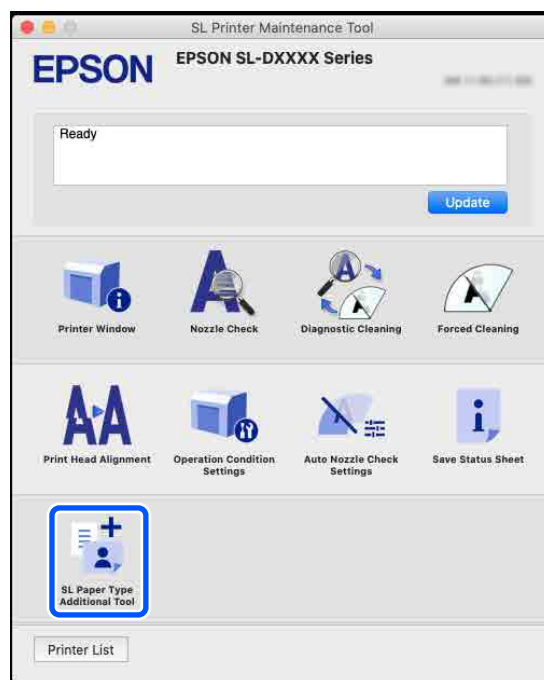 SL Printer Maintenance Tool
EPSON
EPSON SL-DXXXX Series
Ready
Update
Printer Window
Nozzle Check
Diagnostic Cleaning
Forced Cleaning
Print Head Alignment
Operation Condition
Settings
Auto Nozzle Check
Settings
Save Status Sheet
SL Paper Type
Additional Tool
Printer List